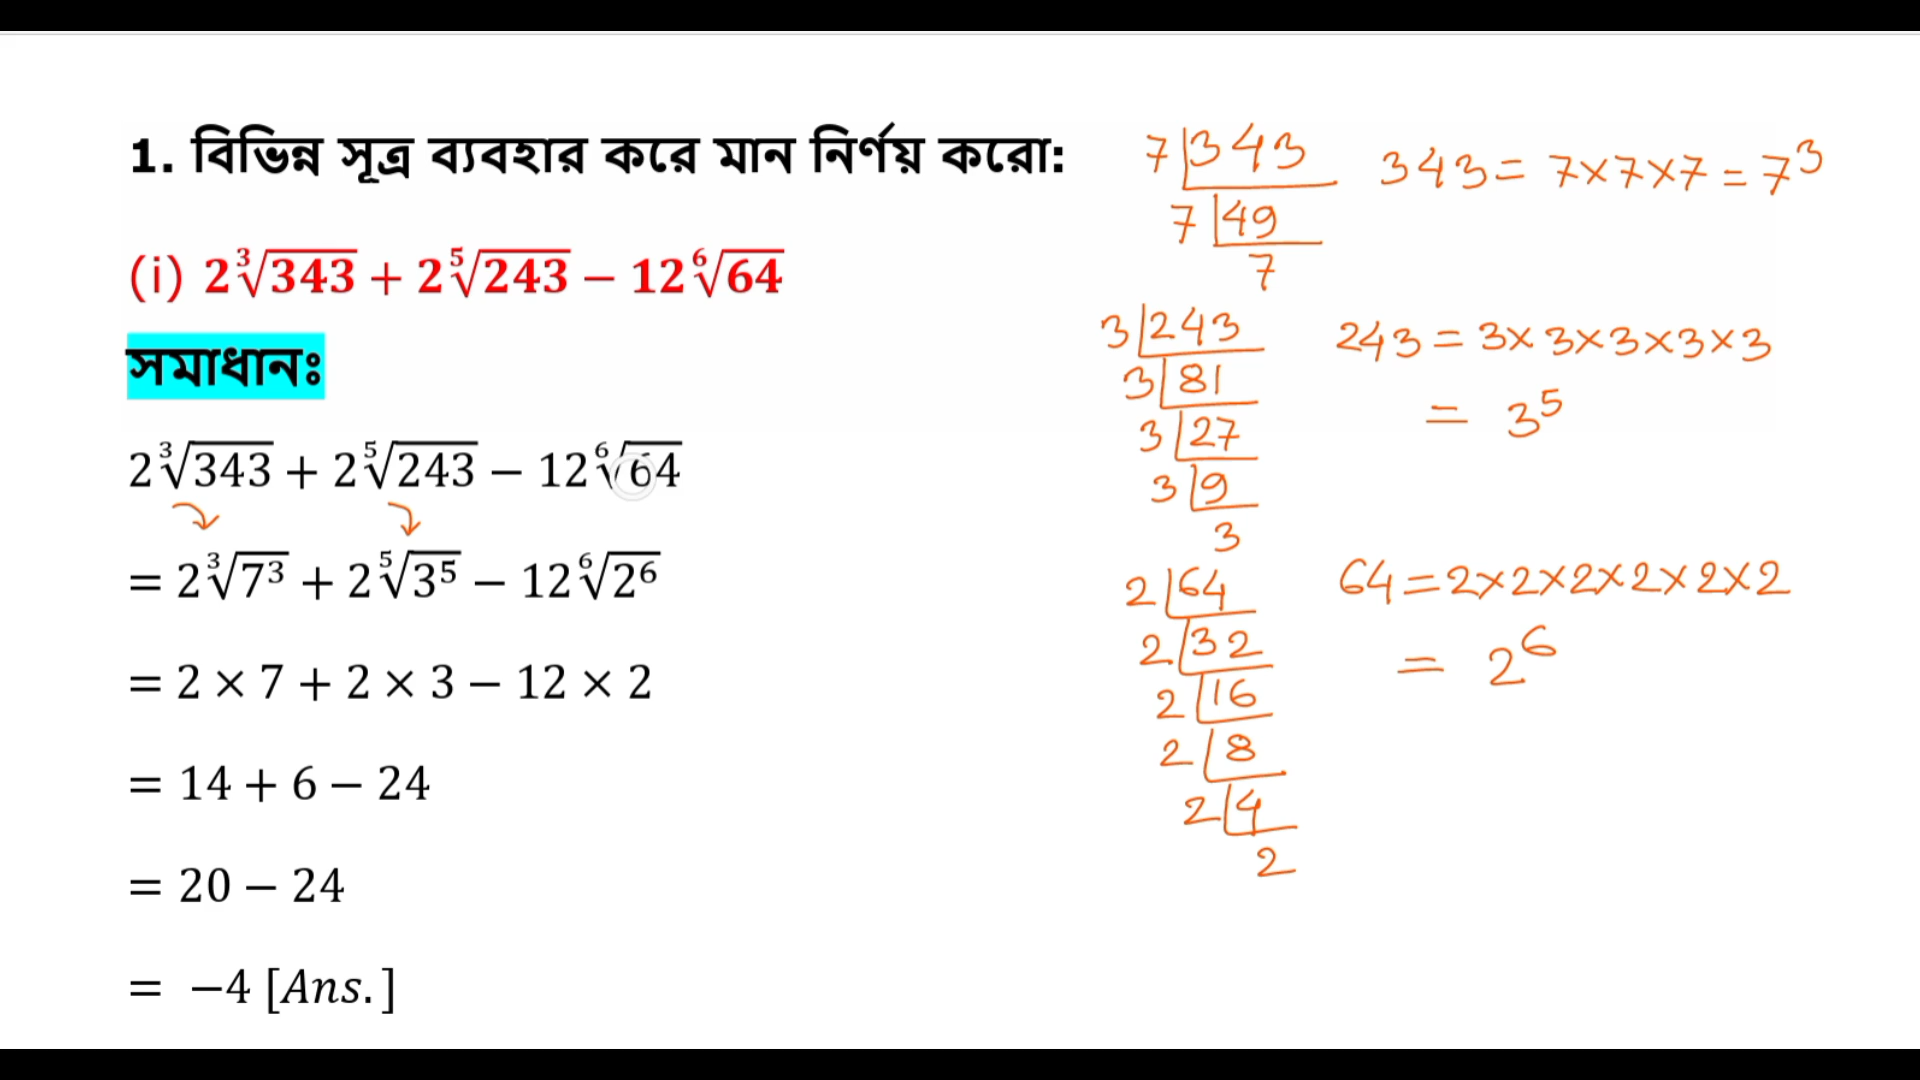 1. বিভিন্ন সূত্র ব্যবহার করে মান নির্ণয় করো:
(i) 2∛343 + 2⁵√243 − 12⁶√64
সমাধানঃ
2∛343 + 2⁵√243 − 12⁶√64
= 2∛7³ + 2⁵√3⁵ − 12⁶√2⁶
= 2 × 7 + 2 × 3 − 12 × 2
= 14 + 6 − 24
= 20 − 24
= −4 [Ans.]
7|343
7|49
7
343 = 7×7×7 = 7³
3|243
3|81
3|27
3|9
3
243 = 3×3×3×3×3
= 3⁵
2|64
2|32
2|16
2|8
2|4
2
64 = 2×2×2×2×2×2
= 2⁶